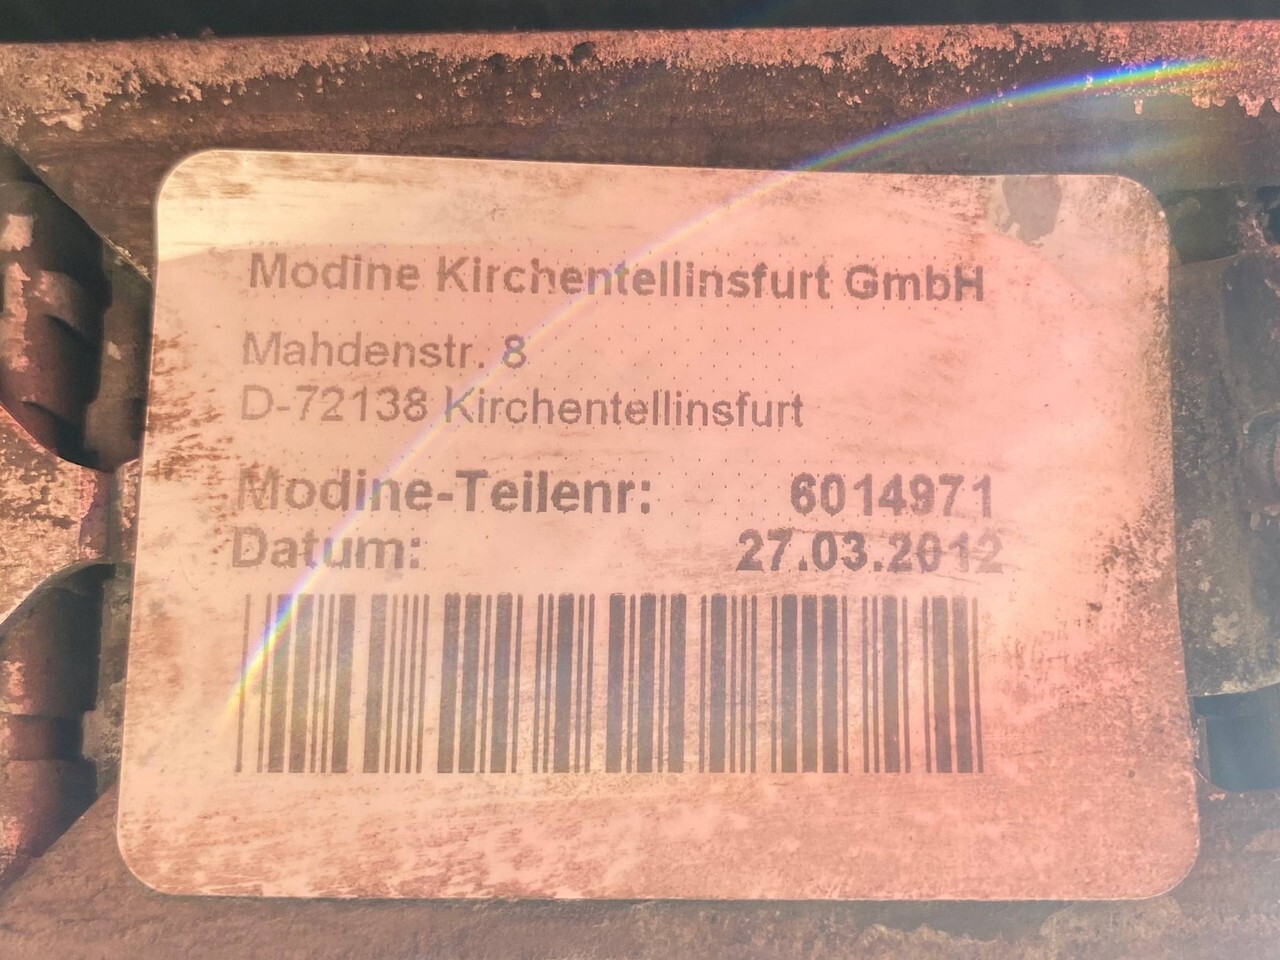 Modine Kirchentellinsfurt GmbH
Mahdenstr. 8
D-72138 Kirchentellinsfurt
Modine-Teilenr: 6014971
Datum: 27.03.2012